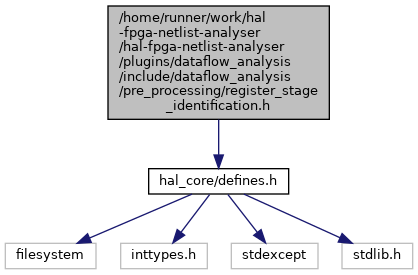 /home/runner/work/hal
-fpga-netlist-analyser
/hal-fpga-netlist-analyser
/plugins/dataflow_analysis
/include/dataflow_analysis
/pre_processing/register_stage
_identification.h
hal_core/defines.h
filesystem
inttypes.h
stdexcept
stdlib.h